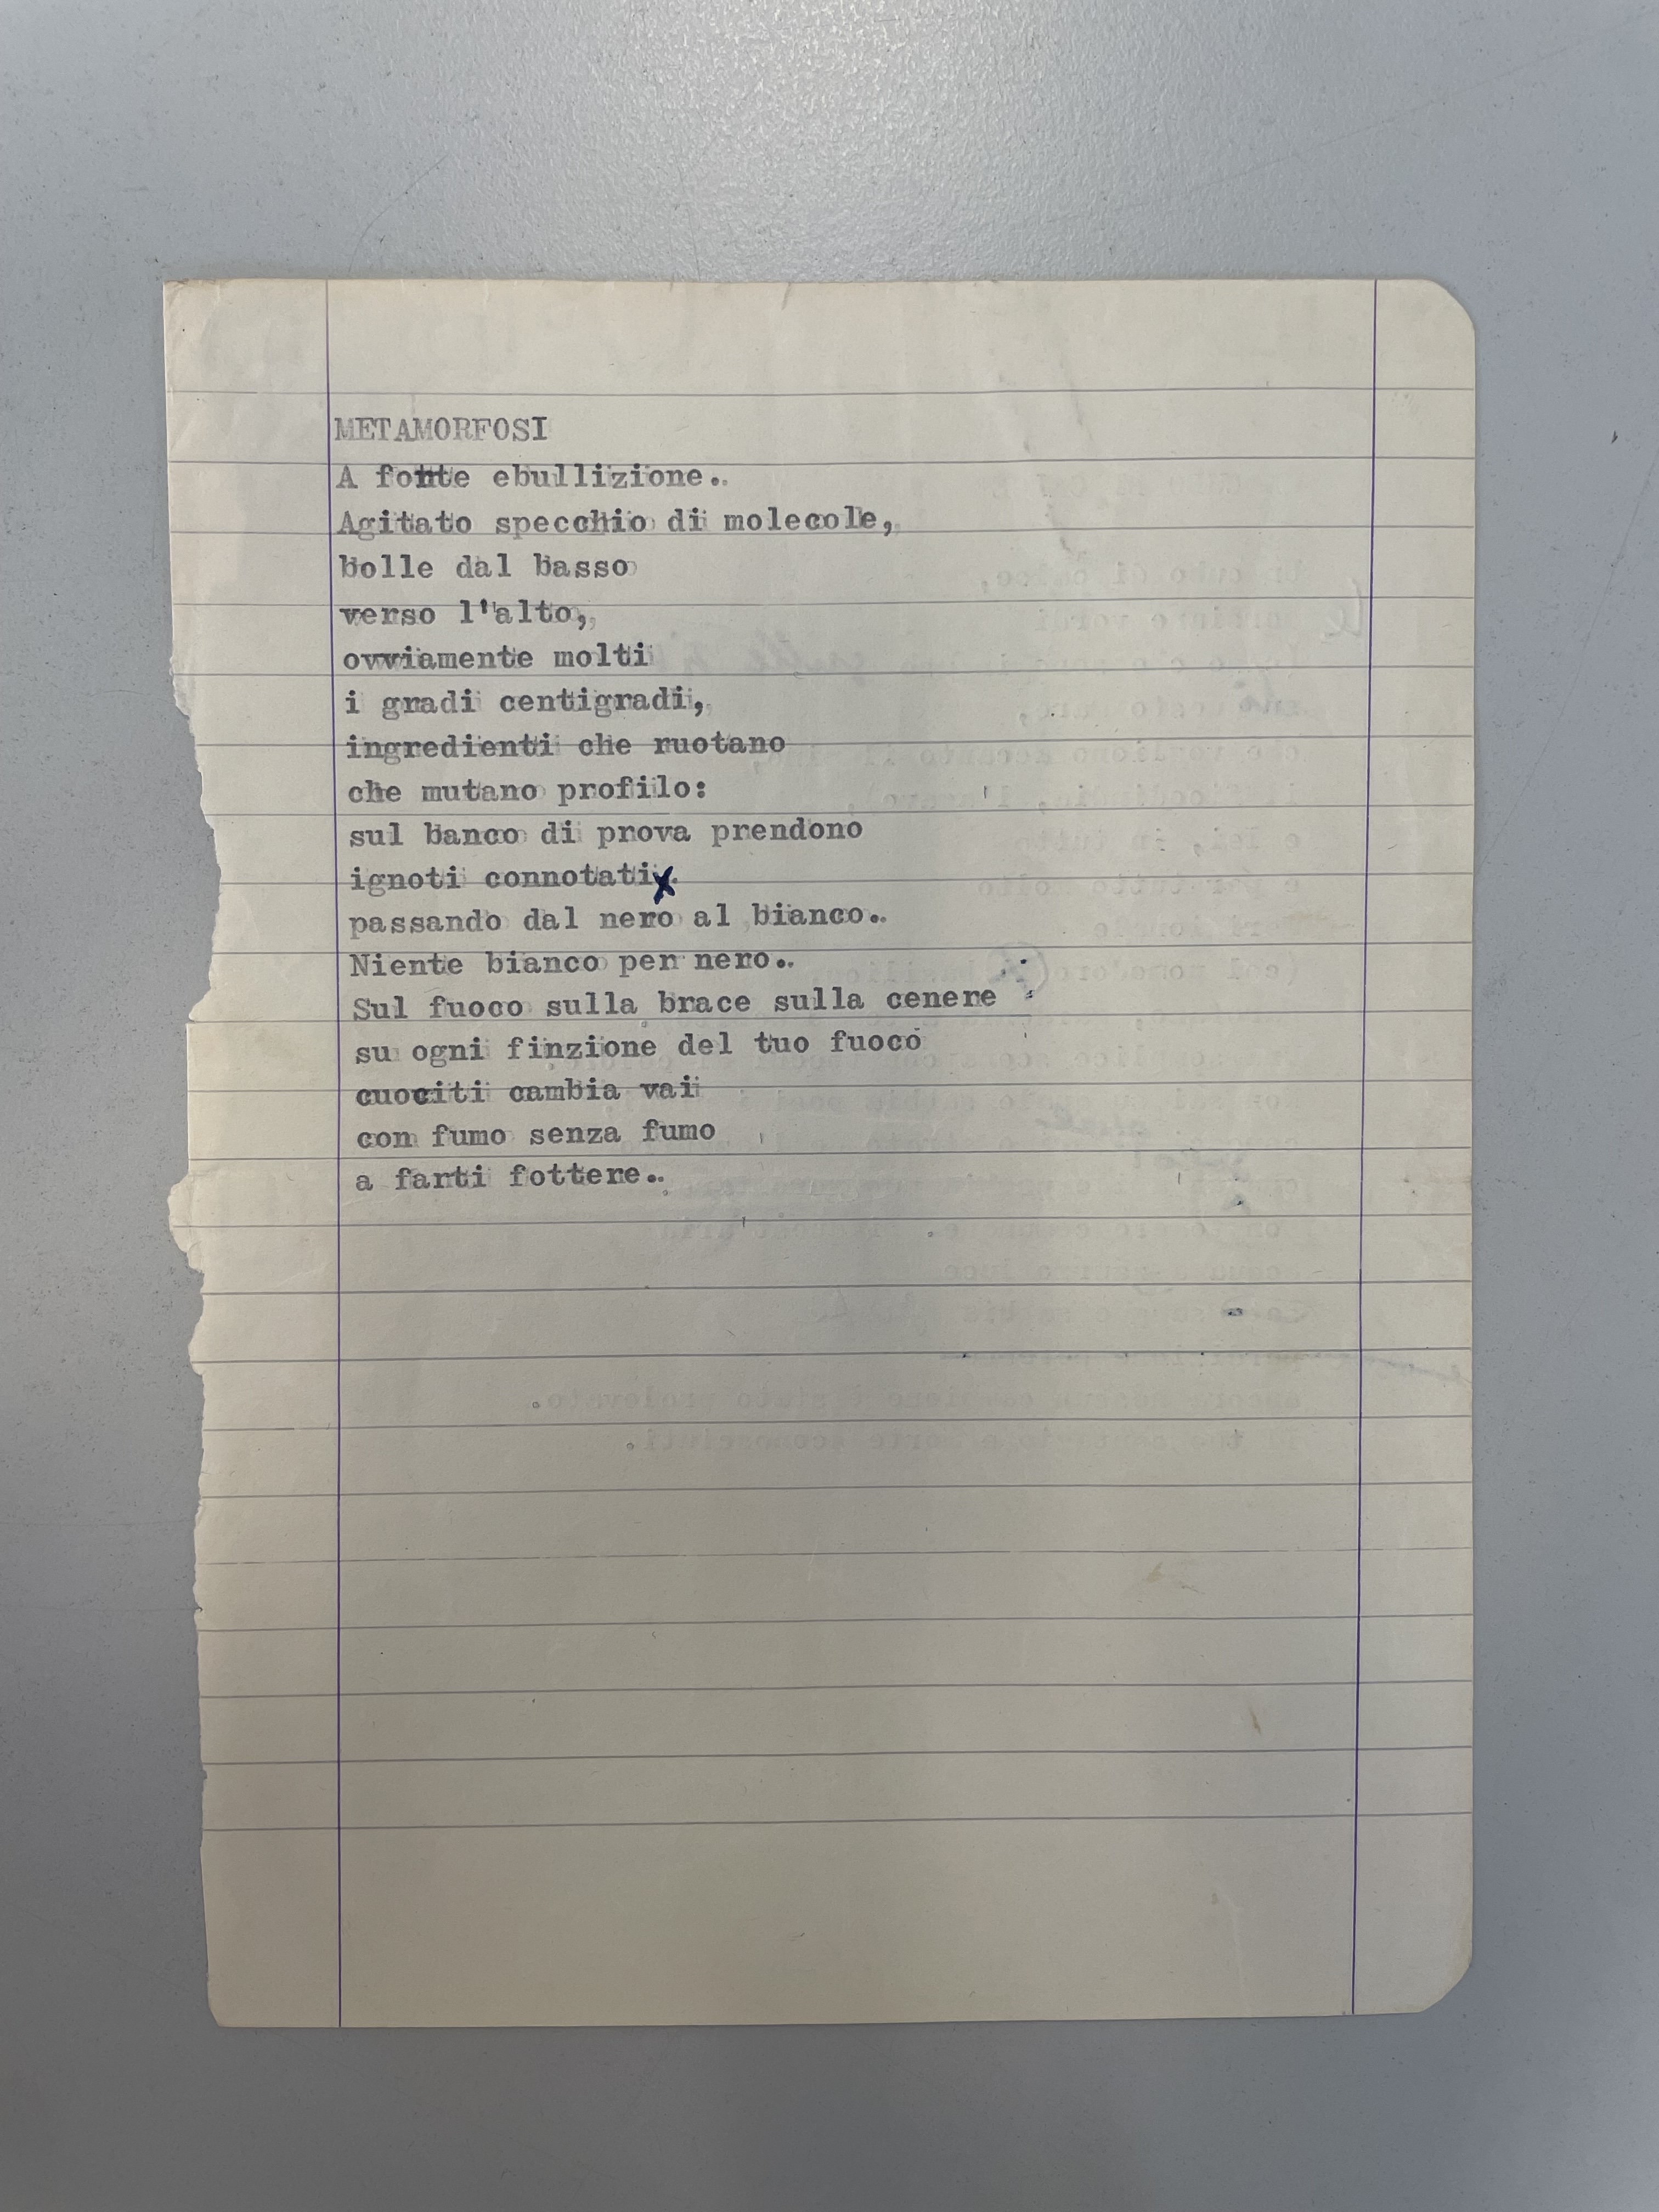 METAMORFOSI
A forte ebullizione.
Agitato specchio di molecole,
bolle dal basso
verso l'alto,
ovviamente molti
i gradi centigradi,
ingredienti che ruotano
che mutano profilo:
sul banco di prova prendono
ignoti connotati
passando dal nero al bianco.
Niente bianco per nero.
Sul fuoco sulla brace sulla cenere
su ogni finzione del tuo fuoco
cuociti cambia vai
con fumo senza fumo
a farti fottere.